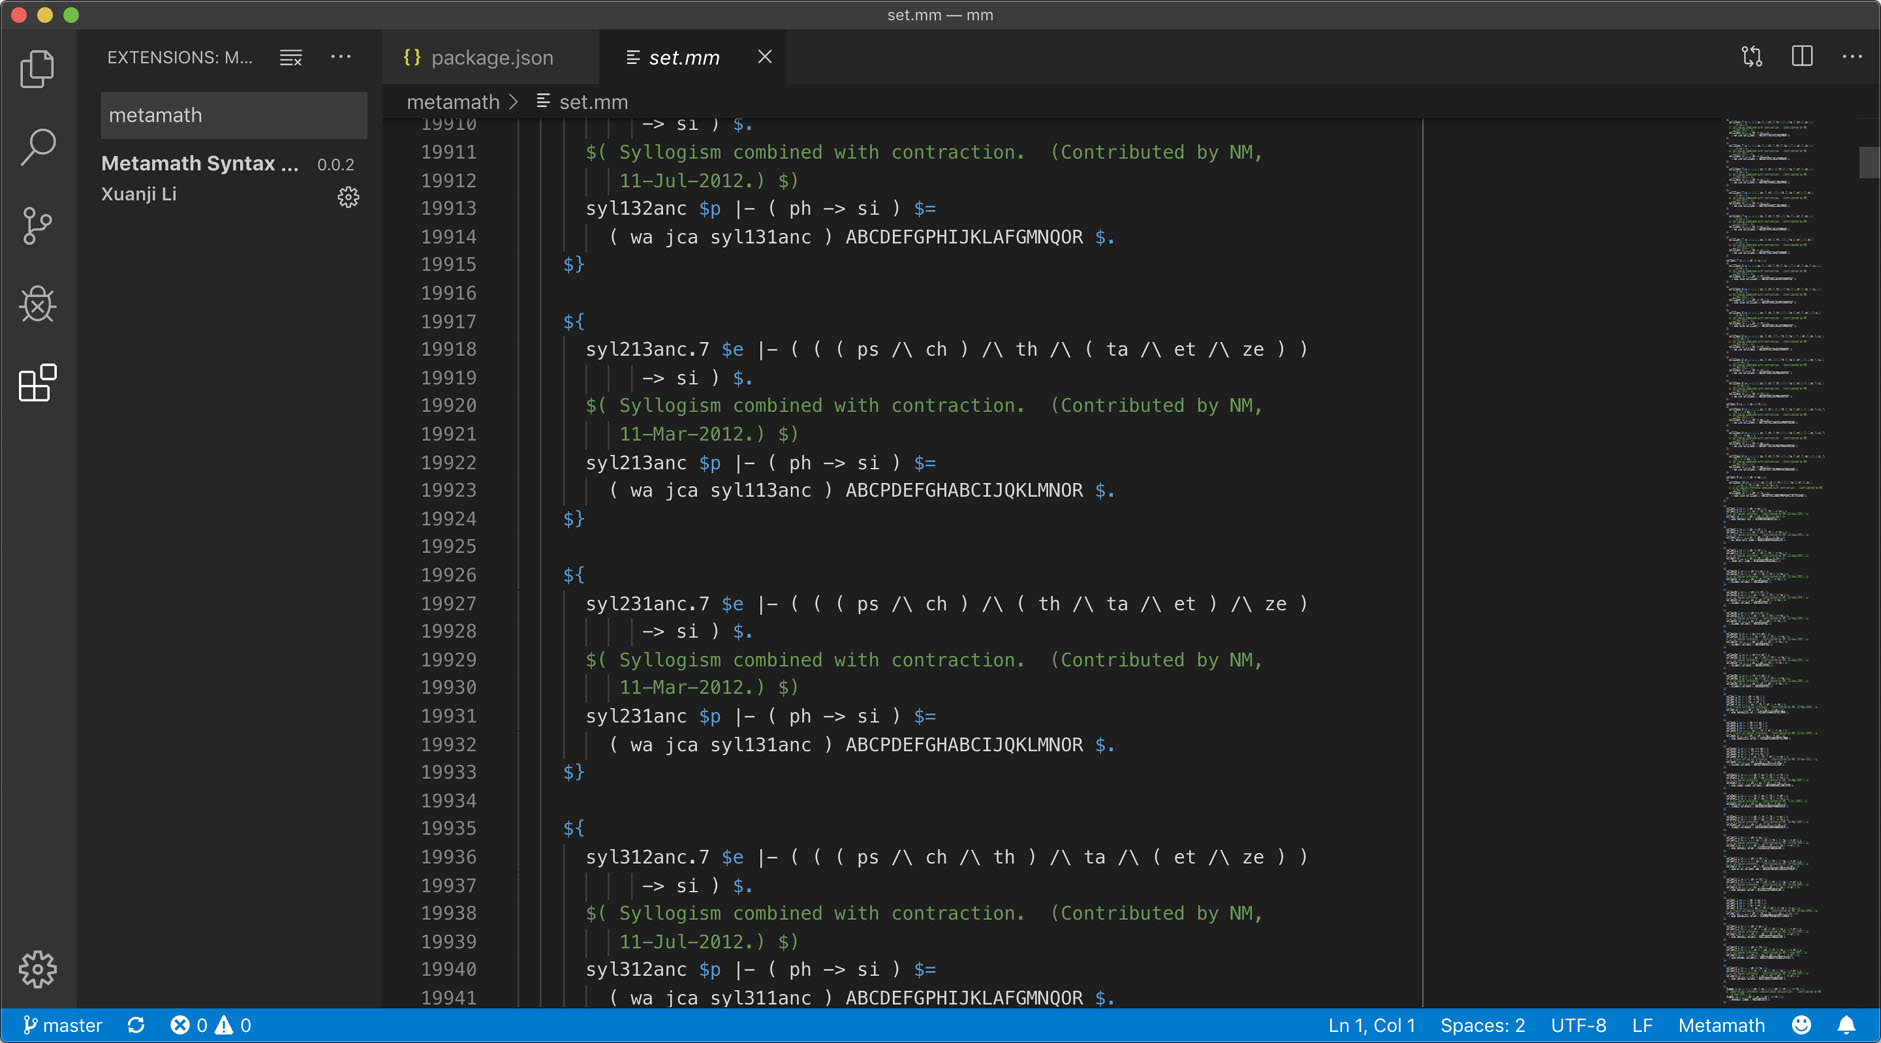 set.mm — mm
EXTENSIONS: M...
{} package.json
set.mm
metamath
Metamath Syntax ... 0.0.2
Xuanji Li
metamath > set.mm
19910 -> si ) $.
19911 $( Syllogism combined with contraction.  (Contributed by NM,
19912 11-Jul-2012.) $)
19913 syl132anc $p |- ( ph -> si ) $=
19914 ( wa jca syl131anc ) ABCDEFGPHIJKLAFGMNQOR $.
19915 $}
19916
19917 ${
19918 syl213anc.7 $e |- ( ( ( ps /\ ch ) /\ th /\ ( ta /\ et /\ ze ) )
19919 -> si ) $.
19920 $( Syllogism combined with contraction.  (Contributed by NM,
19921 11-Mar-2012.) $)
19922 syl213anc $p |- ( ph -> si ) $=
19923 ( wa jca syl113anc ) ABCPDEFGHABCIJQKLMNOR $.
19924 $}
19925
19926 ${
19927 syl231anc.7 $e |- ( ( ( ps /\ ch ) /\ ( th /\ ta /\ et ) /\ ze )
19928 -> si ) $.
19929 $( Syllogism combined with contraction.  (Contributed by NM,
19930 11-Mar-2012.) $)
19931 syl231anc $p |- ( ph -> si ) $=
19932 ( wa jca syl131anc ) ABCPDEFGHABCIJQKLMNOR $.
19933 $}
19934
19935 ${
19936 syl312anc.7 $e |- ( ( ( ps /\ ch /\ th ) /\ ta /\ ( et /\ ze ) )
19937 -> si ) $.
19938 $( Syllogism combined with contraction.  (Contributed by NM,
19939 11-Jul-2012.) $)
19940 syl312anc $p |- ( ph -> si ) $=
19941 ( wa jca syl311anc ) ABCDEFGPHIJKLAFGMNQOR $.
master 0 0 Ln 1, Col 1 Spaces: 2 UTF-8 LF Metamath